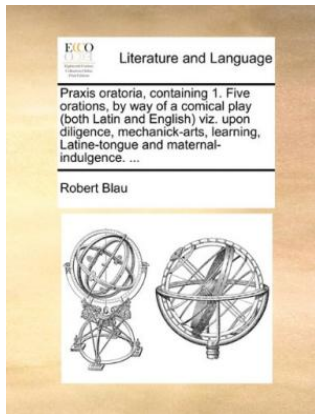 ECCO
Literature and Language
Praxis oratoria, containing 1. Five
orations, by way of a comical play
(both Latin and English) viz. upon
diligence, mechanick-arts, learning,
Latine-tongue and maternal-
indulgence. ...
Robert Blau